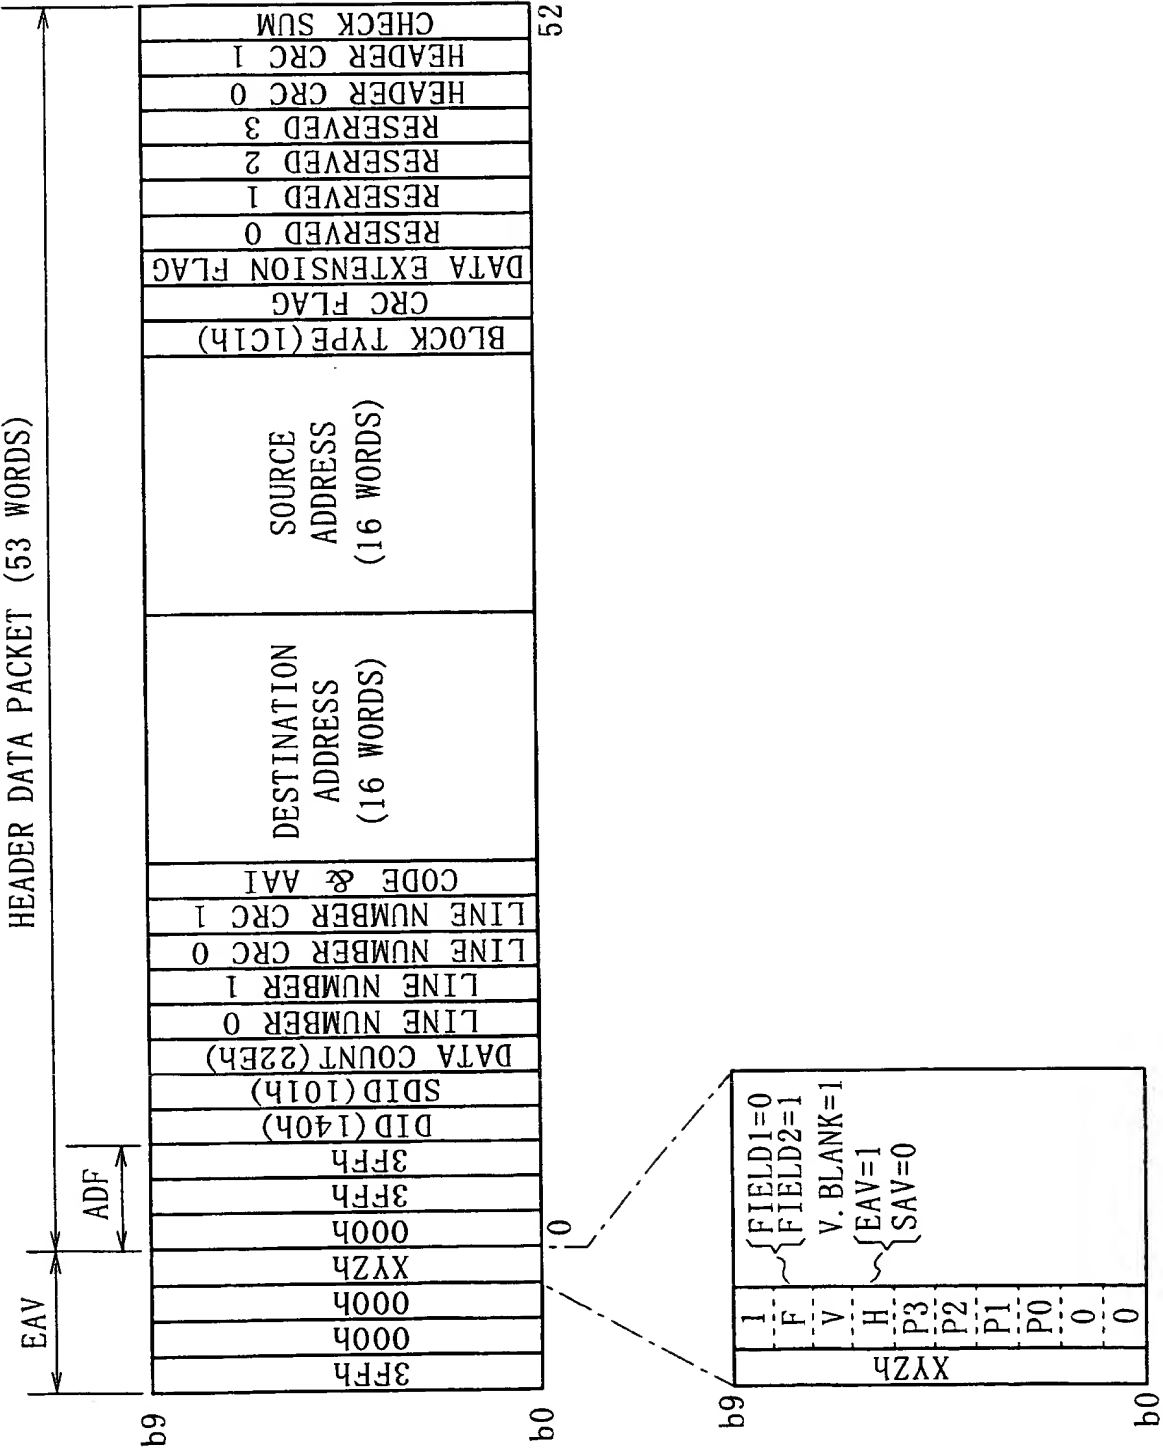 HEADER DATA PACKET (53 WORDS)
EAV
ADF
b9
b0
3FFh
000h
000h
XYZh
000h
3FFh
3FFh
DID(140h)
SDID(101h)
DATA COUNT(22Eh)
LINE NUMBER 0
LINE NUMBER 1
LINE NUMBER CRC 0
LINE NUMBER CRC 1
CODE & AAI
DESTINATION
ADDRESS
(16 WORDS)
SOURCE
ADDRESS
(16 WORDS)
BLOCK TYPE(1C1h)
CRC FLAG
DATA EXTENSION FLAG
RESERVED 0
RESERVED 1
RESERVED 2
RESERVED 3
HEADER CRC 0
HEADER CRC 1
CHECK SUM
0
52
b9
b0
XYZh
1
F
V
H
P3
P2
P1
P0
0
0
FIELD1=0
FIELD2=1
V.BLANK=1
EAV=1
SAV=0